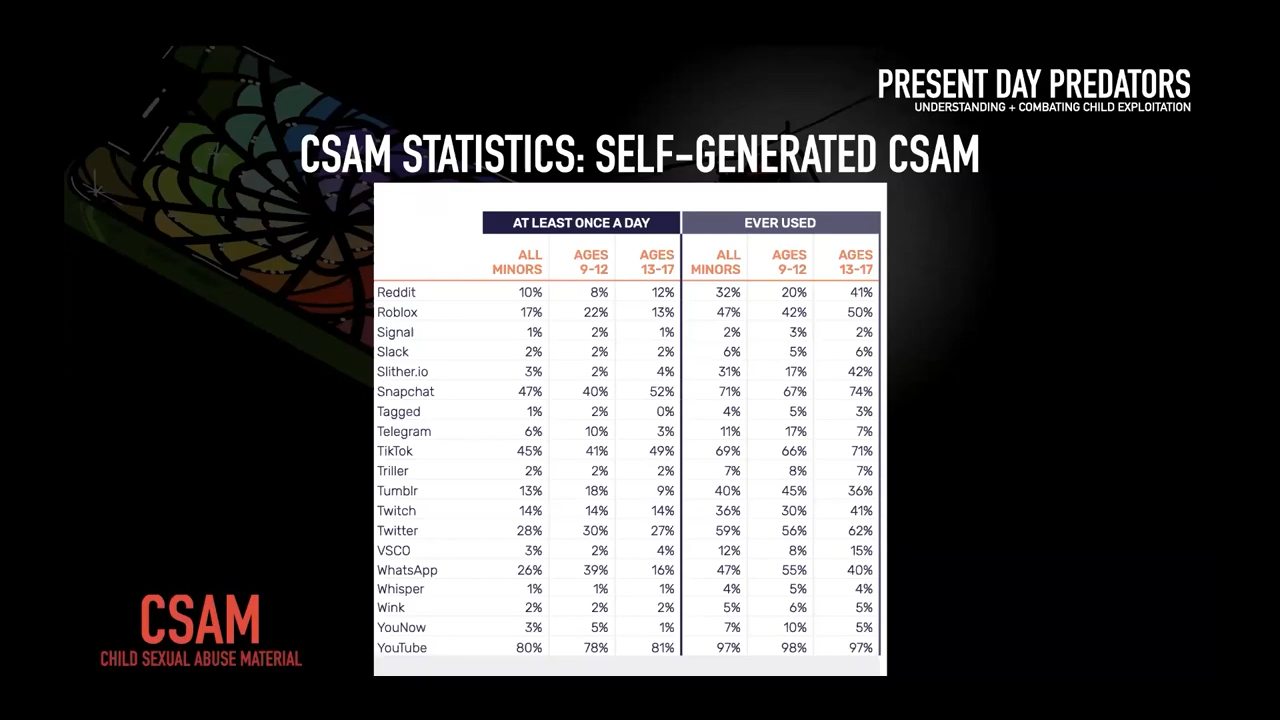 PRESENT DAY PREDATORS
UNDERSTANDING + COMBATING CHILD EXPLOITATION
CSAM STATISTICS: SELF-GENERATED CSAM
AT LEAST ONCE A DAY EVER USED
ALL MINORS AGES 9-12 AGES 13-17 ALL MINORS AGES 9-12 AGES 13-17
Reddit 10% 8% 12% 32% 20% 41%
Roblox 17% 22% 13% 47% 42% 50%
Signal 1% 2% 1% 2% 3% 2%
Slack 2% 2% 2% 6% 5% 6%
Slither.io 3% 2% 4% 31% 17% 42%
Snapchat 47% 40% 52% 71% 67% 74%
Tagged 1% 2% 0% 4% 5% 3%
Telegram 6% 10% 3% 11% 17% 7%
TikTok 45% 41% 49% 69% 66% 71%
Triller 2% 2% 2% 7% 8% 7%
Tumblr 13% 18% 9% 40% 45% 36%
Twitch 14% 14% 14% 36% 30% 41%
Twitter 28% 30% 27% 59% 56% 62%
VSCO 3% 2% 4% 12% 8% 15%
WhatsApp 26% 39% 16% 47% 55% 40%
Whisper 1% 1% 1% 4% 5% 4%
Wink 2% 2% 2% 5% 6% 5%
YouNow 3% 5% 1% 7% 10% 5%
YouTube 80% 78% 81% 97% 98% 97%
CSAM
CHILD SEXUAL ABUSE MATERIAL